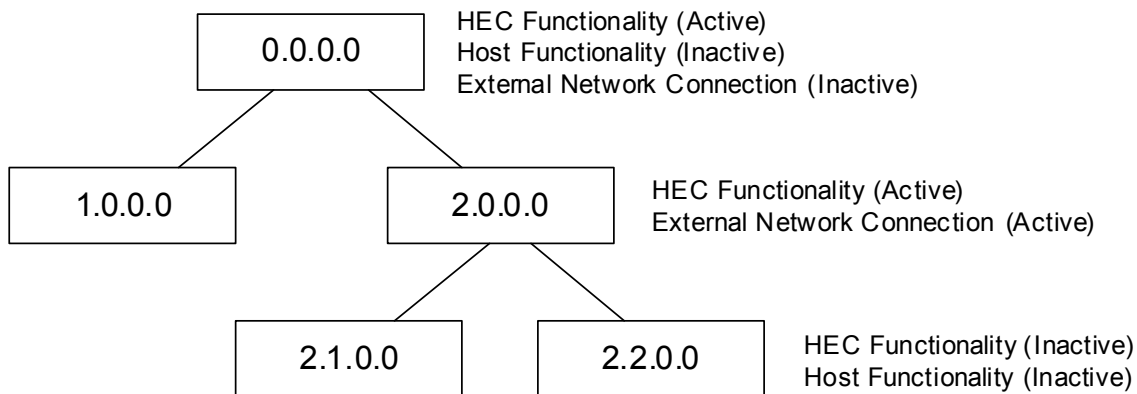 0.0.0.0
HEC Functionality (Active)
Host Functionality (Inactive)
External Network Connection (Inactive)
1.0.0.0
2.0.0.0
HEC Functionality (Active)
External Network Connection (Active)
2.1.0.0
2.2.0.0
HEC Functionality (Inactive)
Host Functionality (Inactive)